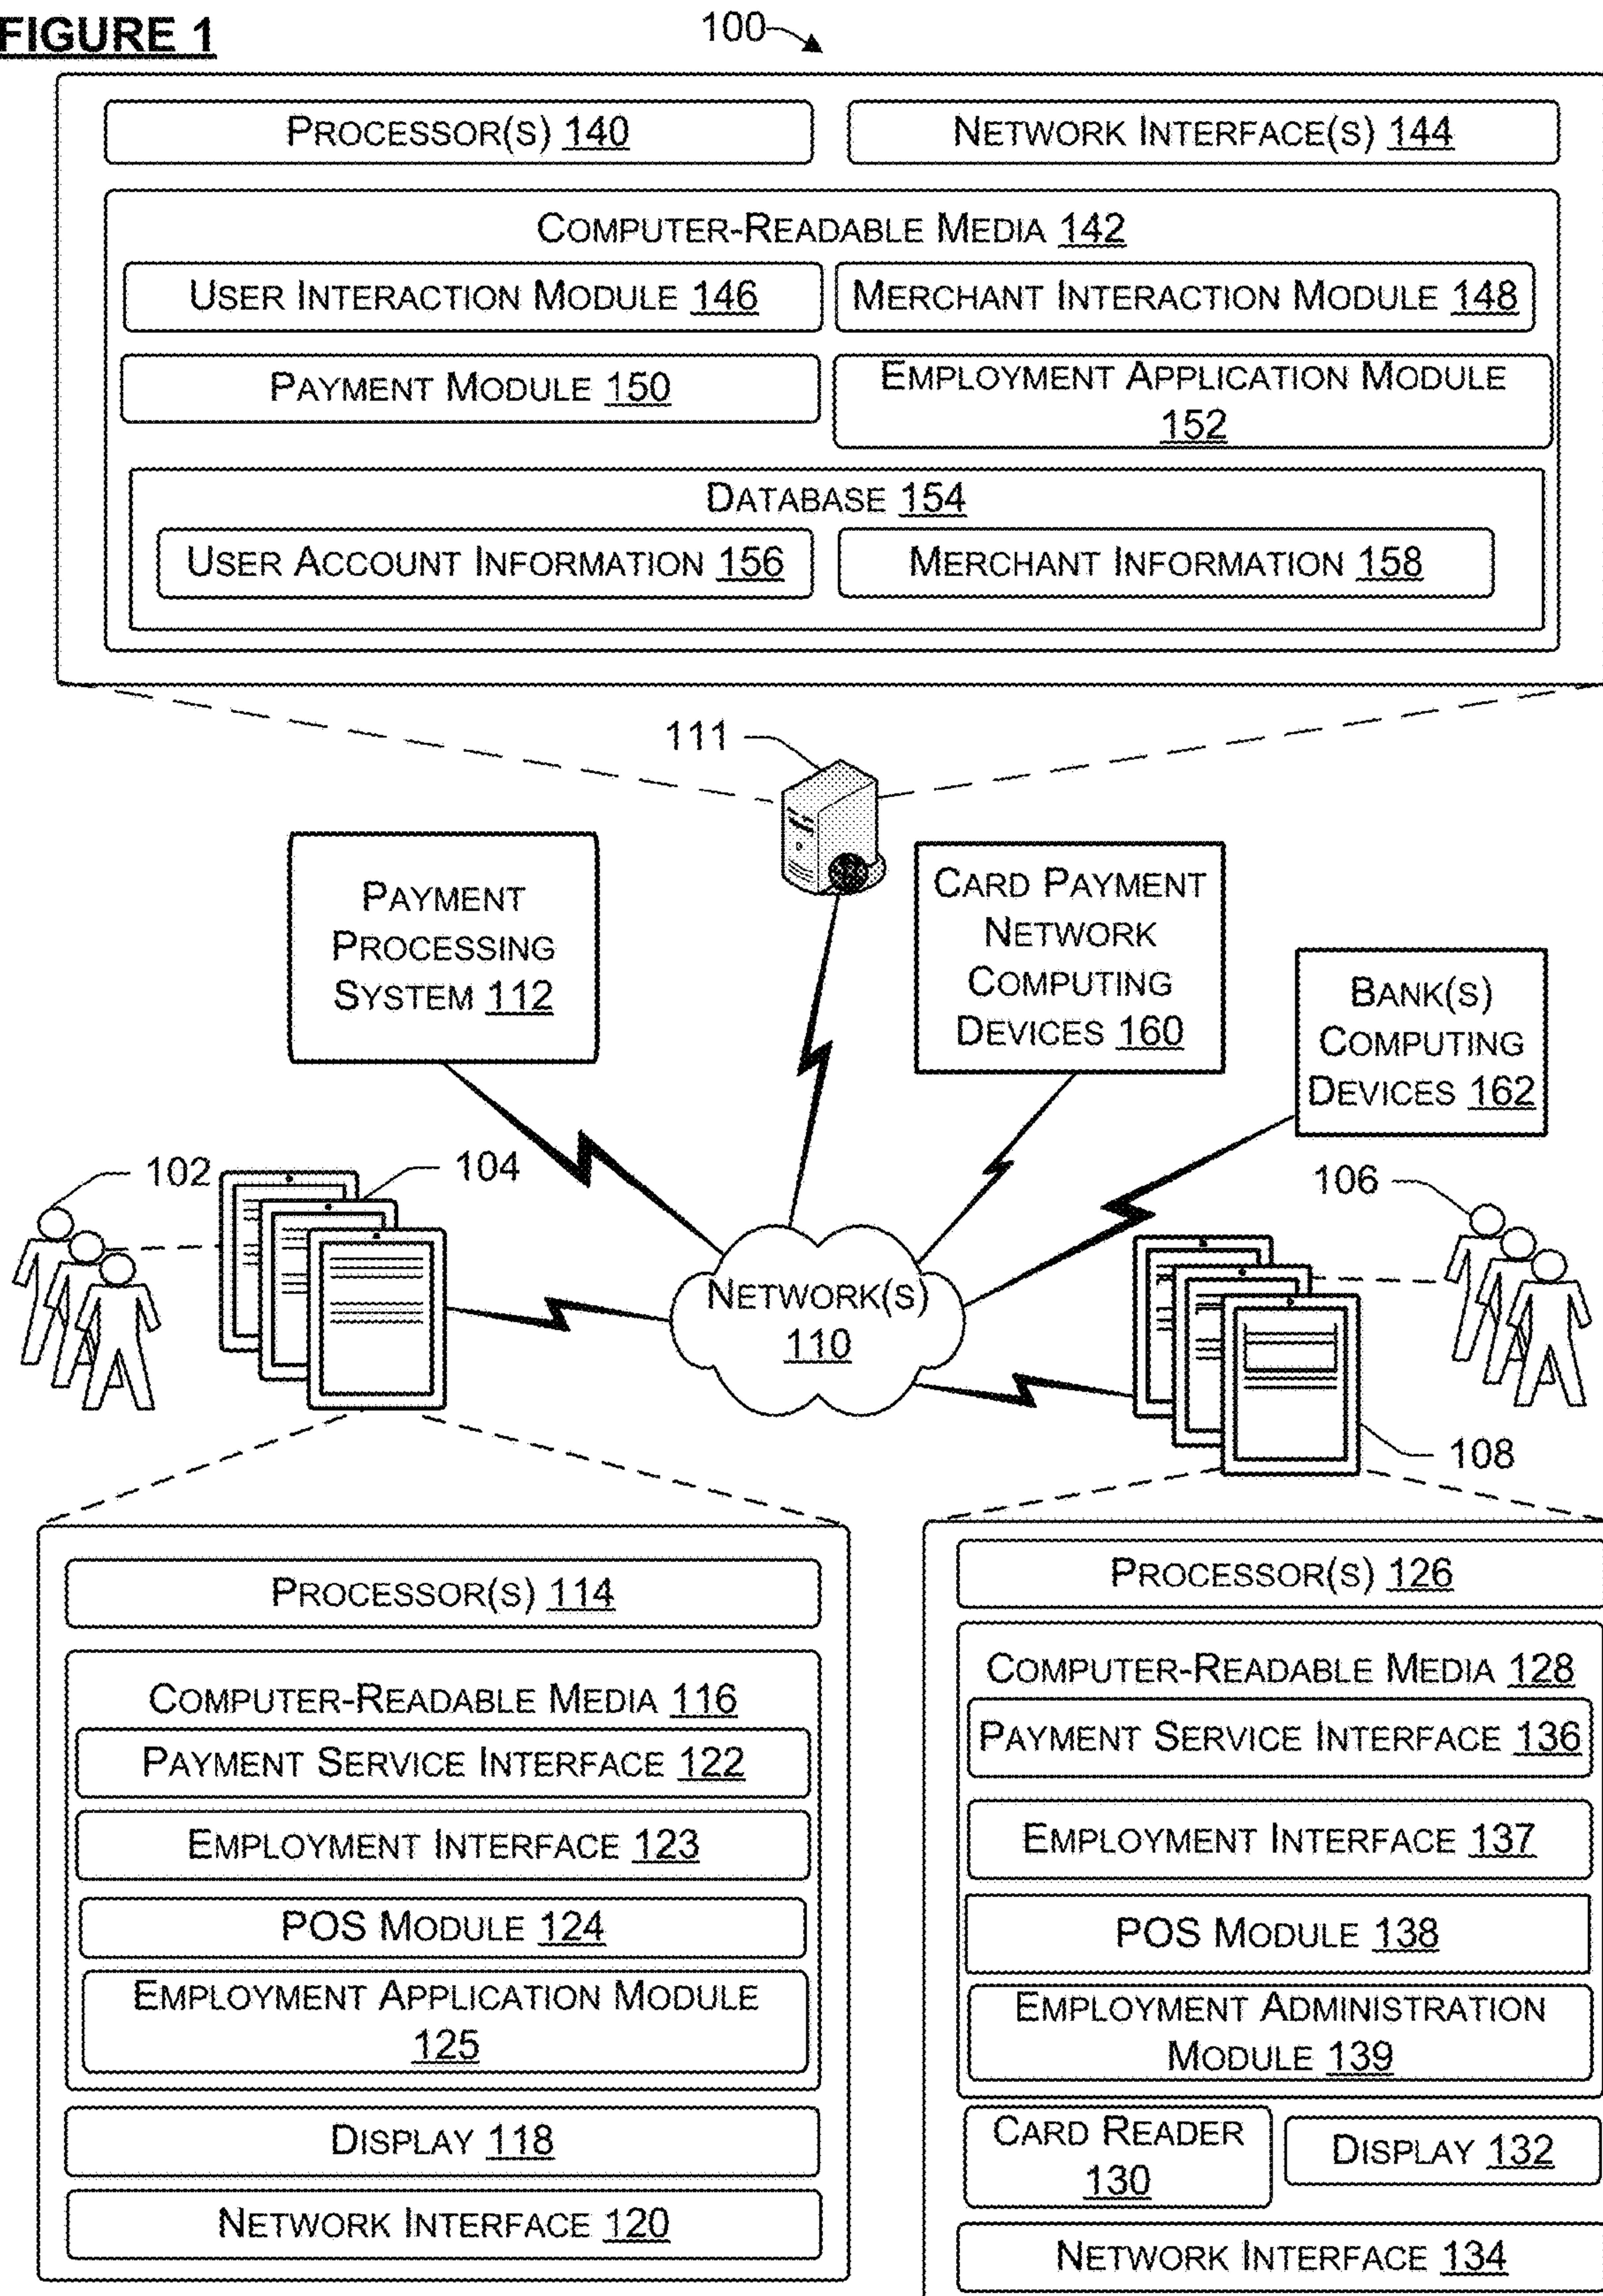 FIGURE 1
100
PROCESSOR(S) 140
NETWORK INTERFACE(S) 144
COMPUTER-READABLE MEDIA 142
USER INTERACTION MODULE 146
MERCHANT INTERACTION MODULE 148
PAYMENT MODULE 150
EMPLOYMENT APPLICATION MODULE
152
DATABASE 154
USER ACCOUNT INFORMATION 156
MERCHANT INFORMATION 158
111
PAYMENT
PROCESSING
SYSTEM 112
CARD PAYMENT
NETWORK
COMPUTING
DEVICES 160
BANK(S)
COMPUTING
DEVICES 162
102
104
106
NETWORK(S)
110
108
PROCESSOR(S) 114
COMPUTER-READABLE MEDIA 116
PAYMENT SERVICE INTERFACE 122
EMPLOYMENT INTERFACE 123
POS MODULE 124
EMPLOYMENT APPLICATION MODULE
125
DISPLAY 118
NETWORK INTERFACE 120
PROCESSOR(S) 126
COMPUTER-READABLE MEDIA 128
PAYMENT SERVICE INTERFACE 136
EMPLOYMENT INTERFACE 137
POS MODULE 138
EMPLOYMENT ADMINISTRATION
MODULE 139
CARD READER
130
DISPLAY 132
NETWORK INTERFACE 134